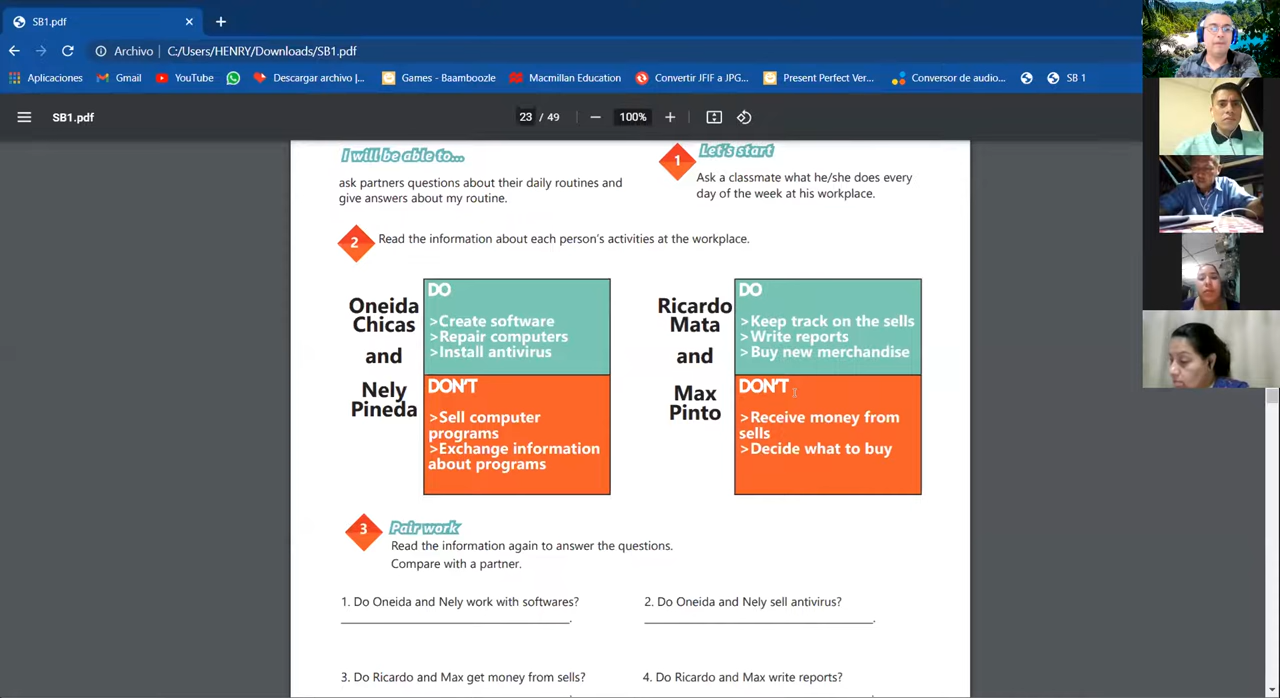 SB1.pdf
Archivo
C:/Users/HENRY/Downloads/SB1.pdf
Aplicaciones
Gmail
YouTube
Descargar archivo |...
Games - Baamboozle
Macmillan Education
Convertir JFIF a JPG...
Present Perfect Ver...
Conversor de audio...
SB 1
SB1.pdf
23 / 49
100%
I will be able to...
ask partners questions about their daily routines and
give answers about my routine.
1
Let's start
Ask a classmate what he/she does every
day of the week at his workplace.
2
Read the information about each person's activities at the workplace.
Oneida
Chicas
and
Nely
Pineda
DO
>Create software
>Repair computers
>Install antivirus
DON'T
>Sell computer
programs
>Exchange information
about programs
Ricardo
Mata
and
Max
Pinto
DO
>Keep track on the sells
>Write reports
>Buy new merchandise
DON'T
>Receive money from
sells
>Decide what to buy
3
Pair work
Read the information again to answer the questions.
Compare with a partner.
1. Do Oneida and Nely work with softwares?
2. Do Oneida and Nely sell antivirus?
3. Do Ricardo and Max get money from sells?
4. Do Ricardo and Max write reports?